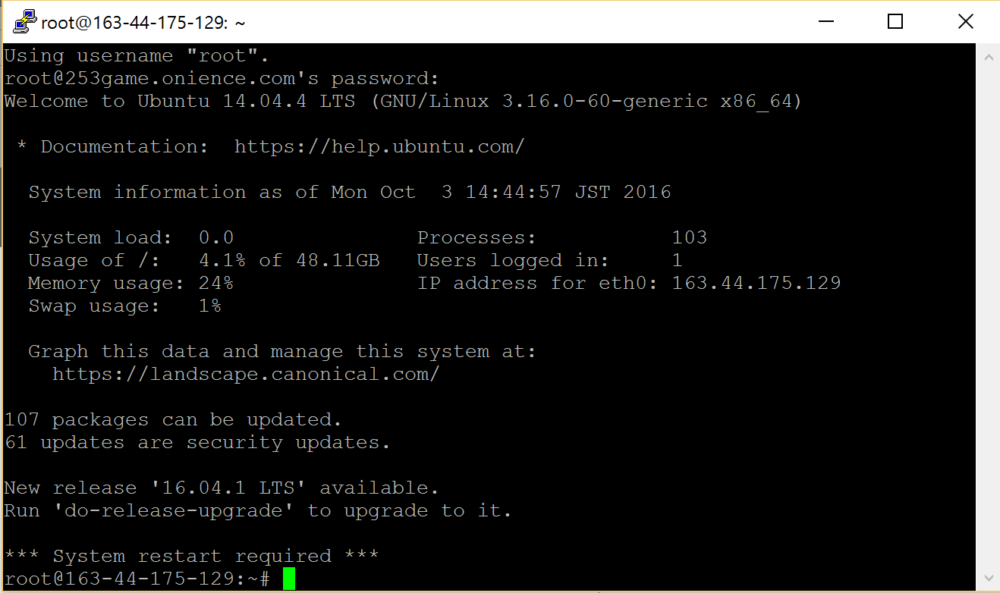 root@163-44-175-129: ~
Using username "root".
root@253game.onience.com's password:
Welcome to Ubuntu 14.04.4 LTS (GNU/Linux 3.16.0-60-generic x86_64)
* Documentation:  https://help.ubuntu.com/
System information as of Mon Oct  3 14:44:57 JST 2016
System load:  0.0               Processes:           103
Usage of /:   4.1% of 48.11GB   Users logged in:     1
Memory usage: 24%               IP address for eth0: 163.44.175.129
Swap usage:   1%
Graph this data and manage this system at:
https://landscape.canonical.com/
107 packages can be updated.
61 updates are security updates.
New release '16.04.1 LTS' available.
Run 'do-release-upgrade' to upgrade to it.
*** System restart required ***
root@163-44-175-129:~#